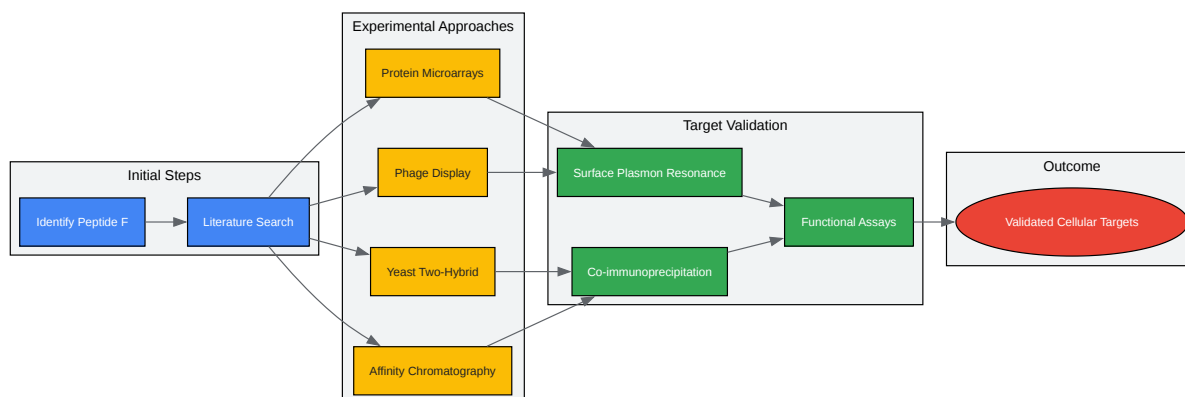 Initial Steps
Identify Peptide F
Literature Search
Experimental Approaches
Protein Microarrays
Phage Display
Yeast Two-Hybrid
Affinity Chromatography
Target Validation
Surface Plasmon Resonance
Co-immunoprecipitation
Functional Assays
Outcome
Validated Cellular Targets